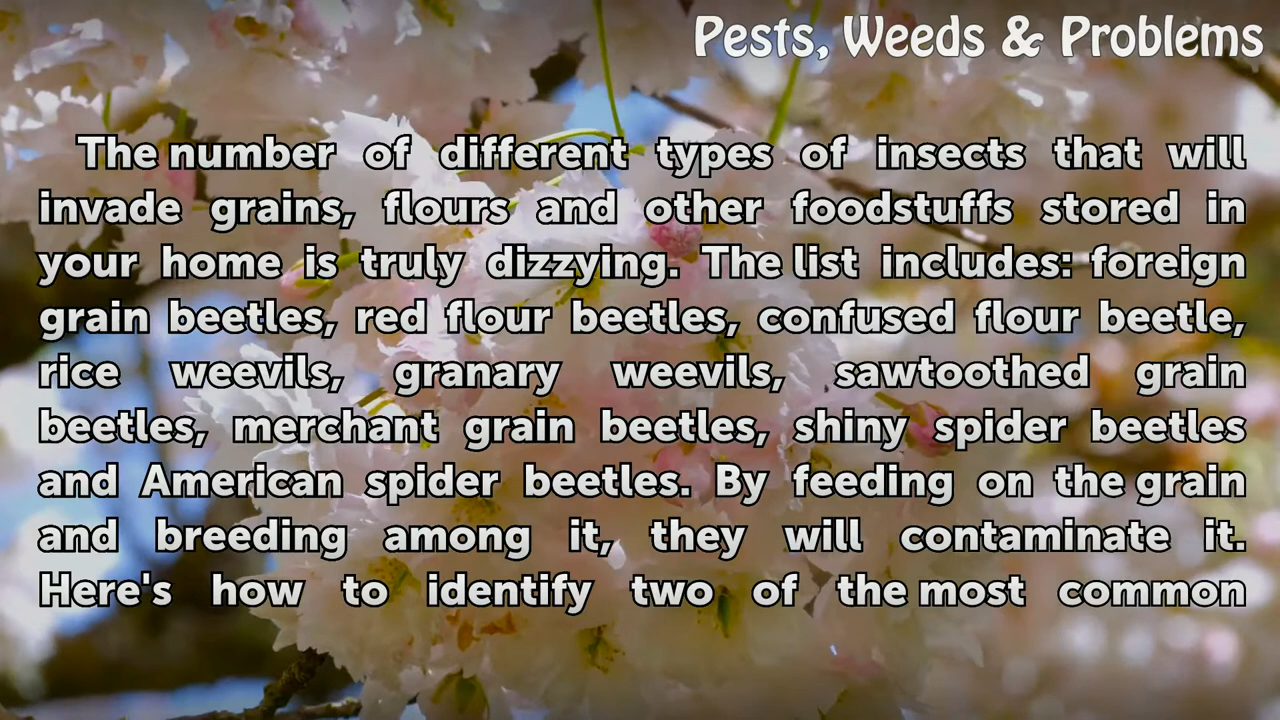 Pests, Weeds & Problems
The number of different types of insects that will
invade grains, flours and other foodstuffs stored in
your home is truly dizzying. The list includes: foreign
grain beetles, red flour beetles, confused flour beetle,
rice weevils, granary weevils, sawtoothed grain
beetles, merchant grain beetles, shiny spider beetles
and American spider beetles. By feeding on the grain
and breeding among it, they will contaminate it.
Here's how to identify two of the most common